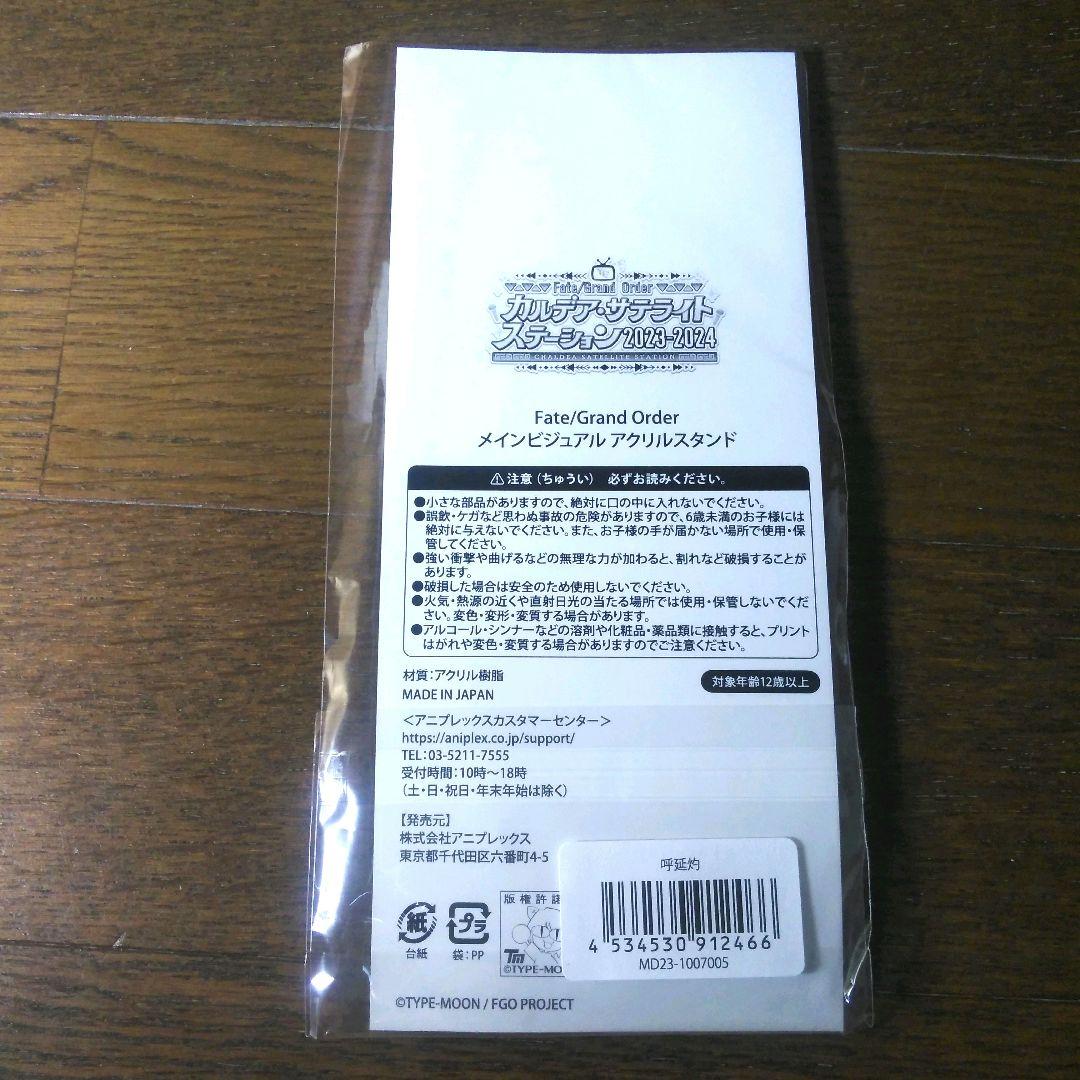 Fate/Grand Order
カルデア・サテライト
ステーション2023-2024
CHALDEA SATELLITE STATION
Fate/Grand Order
メインビジュアル アクリルスタンド
⚠注意(ちゅうい) 必ずお読みください。
●小さな部品がありますので、絶対に口の中に入れないでください。
●誤飲・ケガなど思わぬ事故の危険がありますので、6歳未満のお子様には
絶対に与えないでください。また、お子様の手が届かない場所で使用・保
管してください。
●強い衝撃や曲げるなどの無理な力が加わると、割れなど破損することが
あります。
●破損した場合は安全のため使用しないでください。
●火気・熱源の近くや直射日光の当たる場所では使用・保管しないでくだ
さい。変色・変形・変質する場合があります。
●アルコール・シンナーなどの溶剤や化粧品・薬品類に接触すると、プリント
はがれや変色・変質する場合がありますのでご注意ください。
材質:アクリル樹脂
対象年齢12歳以上
MADE IN JAPAN
<アニプレックスカスタマーセンター>
https://aniplex.co.jp/support/
TEL:03-5211-7555
受付時間:10時〜18時
(土・日・祝日・年末年始は除く)
【発売元】
株式会社アニプレックス
東京都千代田区六番町4-5
呼延灼
4 534530 912466
MD23-1007005
紙
台紙
プラ
袋:PP
版権許諾
TM
©TYPE-MO
©TYPE-MOON / FGO PROJECT